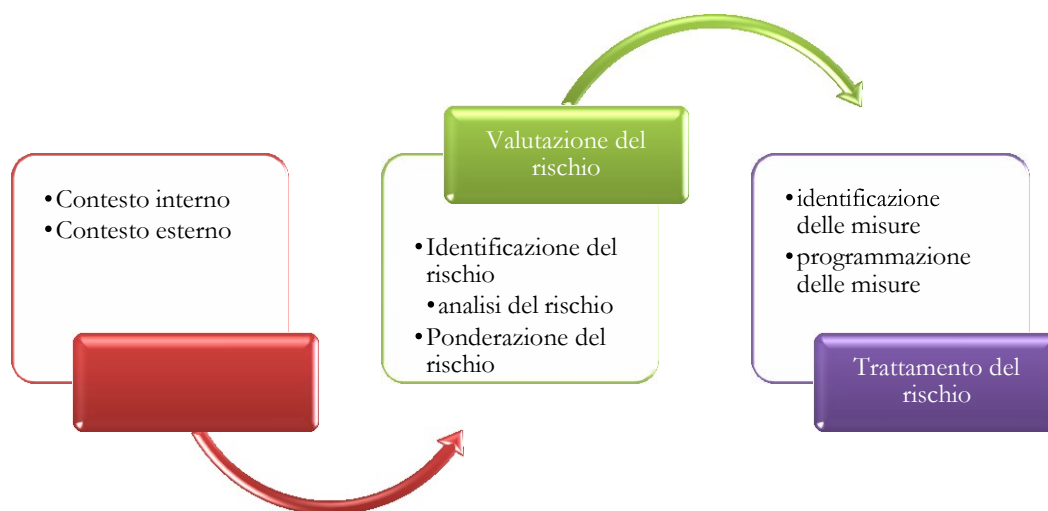 •Contesto interno
•Contesto esterno
Valutazione del
rischio
•Identificazione del
rischio
•analisi del rischio
•Ponderazione del
rischio
•identificazione
delle misure
•programmazione
delle misure
Trattamento del
rischio